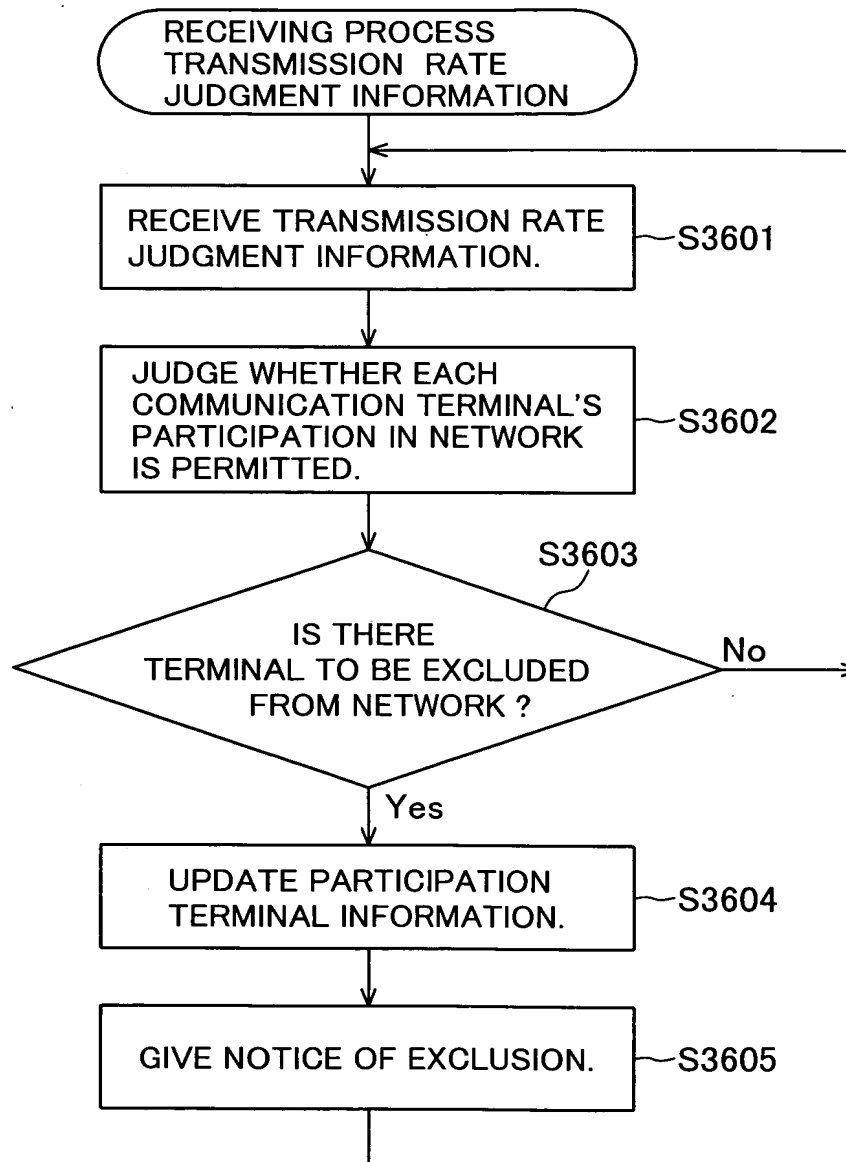 RECEIVING PROCESS
TRANSMISSION RATE
JUDGMENT INFORMATION
RECEIVE TRANSMISSION RATE
JUDGMENT INFORMATION.
S3601
JUDGE WHETHER EACH
COMMUNICATION TERMINAL'S
PARTICIPATION IN NETWORK
IS PERMITTED.
S3602
S3603
IS THERE
TERMINAL TO BE EXCLUDED
FROM NETWORK ?
No
Yes
UPDATE PARTICIPATION
TERMINAL INFORMATION.
S3604
GIVE NOTICE OF EXCLUSION.
S3605